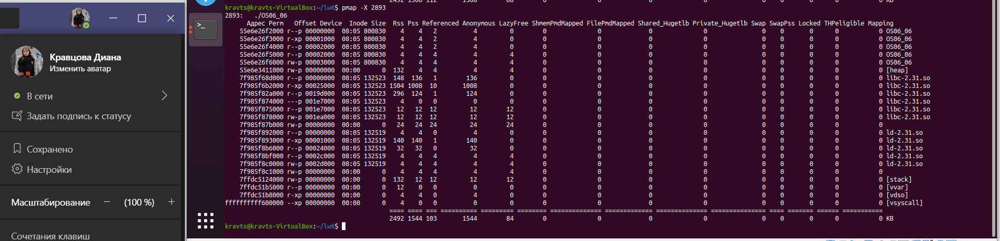 Кравцова Диана
Изменить аватар
В сети
Задать подпись к статусу
Сохранено
Настройки
Масштабирование − (100 %) +
Сочетания клавиш
kravts@kravts-VirtualBox:~/lw6$ pmap -X 2893
2893:   ./OS06_06
Адрес Perm   Offset Device  Inode Size  Rss  Pss Referenced Anonymous LazyFree ShmemPmdMapped FilePmdMapped Shared_Hugetlb Private_Hugetlb Swap SwapPss Locked THPeligible Mapping
55e6e26f2000 r--p 00000000  08:05 800830 4 4 2 4 0 0 0 0 0 0 0 0 0 OS06_06
55e6e26f3000 r-xp 00001000  08:05 800830 4 4 2 4 0 0 0 0 0 0 0 0 0 OS06_06
55e6e26f4000 r--p 00002000  08:05 800830 4 4 2 4 0 0 0 0 0 0 0 0 0 OS06_06
55e6e26f5000 r--p 00002000  08:05 800830 4 4 4 4 4 0 0 0 0 0 0 0 0 OS06_06
55e6e26f6000 rw-p 00003000  08:05 800830 4 4 4 4 4 0 0 0 0 0 0 0 0 OS06_06
55e6e3411000 rw-p 00000000  00:00 0 132 4 4 4 4 0 0 0 0 0 0 0 0 [heap]
7f985f68d000 r--p 00000000  08:05 132523 148 136 1 136 0 0 0 0 0 0 0 0 0 libc-2.31.so
7f985f6b2000 r-xp 00025000  08:05 132523 1504 1008 10 1008 0 0 0 0 0 0 0 0 0 libc-2.31.so
7f985f82a000 r--p 0019d000  08:05 132523 296 124 1 124 0 0 0 0 0 0 0 0 0 libc-2.31.so
7f985f874000 ---p 001e7000  08:05 132523 4 0 0 0 0 0 0 0 0 0 0 0 0 libc-2.31.so
7f985f875000 r--p 001e7000  08:05 132523 12 12 12 12 12 0 0 0 0 0 0 0 0 libc-2.31.so
7f985f878000 rw-p 001ea000  08:05 132523 12 12 12 12 12 0 0 0 0 0 0 0 0 libc-2.31.so
7f985f87b000 rw-p 00000000  00:00 0 24 24 24 24 24 0 0 0 0 0 0 0 0
7f985f892000 r--p 00000000  08:05 132519 4 4 0 4 0 0 0 0 0 0 0 0 0 ld-2.31.so
7f985f893000 r-xp 00001000  08:05 132519 140 140 1 140 0 0 0 0 0 0 0 0 0 ld-2.31.so
7f985f8b6000 r--p 00024000  08:05 132519 32 32 0 32 0 0 0 0 0 0 0 0 0 ld-2.31.so
7f985f8bf000 r--p 0002c000  08:05 132519 4 4 4 4 4 0 0 0 0 0 0 0 0 ld-2.31.so
7f985f8c0000 rw-p 0002d000  08:05 132519 4 4 4 4 4 0 0 0 0 0 0 0 0 ld-2.31.so
7f985f8c1000 rw-p 00000000  00:00 0 4 4 4 4 4 0 0 0 0 0 0 0 0
7ffdc5124000 rw-p 00000000  00:00 0 132 12 12 12 12 0 0 0 0 0 0 0 0 [stack]
7ffdc51b5000 r--p 00000000  00:00 0 12 0 0 0 0 0 0 0 0 0 0 0 0 [vvar]
7ffdc51b8000 r-xp 00000000  00:00 0 4 4 0 4 0 0 0 0 0 0 0 0 0 [vdso]
ffffffffff600000 --xp 00000000  00:00 0 4 0 0 0 0 0 0 0 0 0 0 0 0 [vsyscall]
==== ==== === ========== ========= ======== ============== ============= ============== =============== ==== ======= ====== ===========
2492 1544 103 1544 84 0 0 0 0 0 0 0 0 KB
kravts@kravts-VirtualBox:~/lw6$